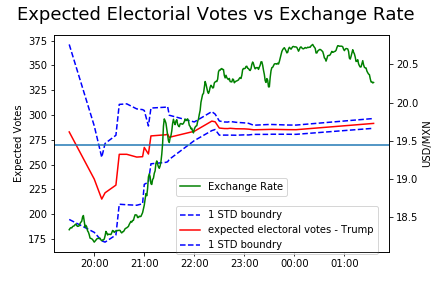 Expected Electorial Votes vs Exchange Rate
375
350
325
300
275
250
225
200
175
Expected Votes
20.5
20.0
19.5
19.0
18.5
USD/MXN
Exchange Rate
1 STD boundry
expected electoral votes - Trump
1 STD boundry
20:00 21:00 22:00 23:00 00:00 01:00